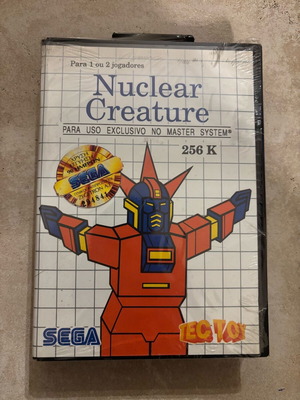 Para 1 ou 2 jogadores
Nuclear
Creature
PARA USO EXCLUSIVO NO MASTER SYSTEM®
256 K
SEGA
SEGA
TEC TOY